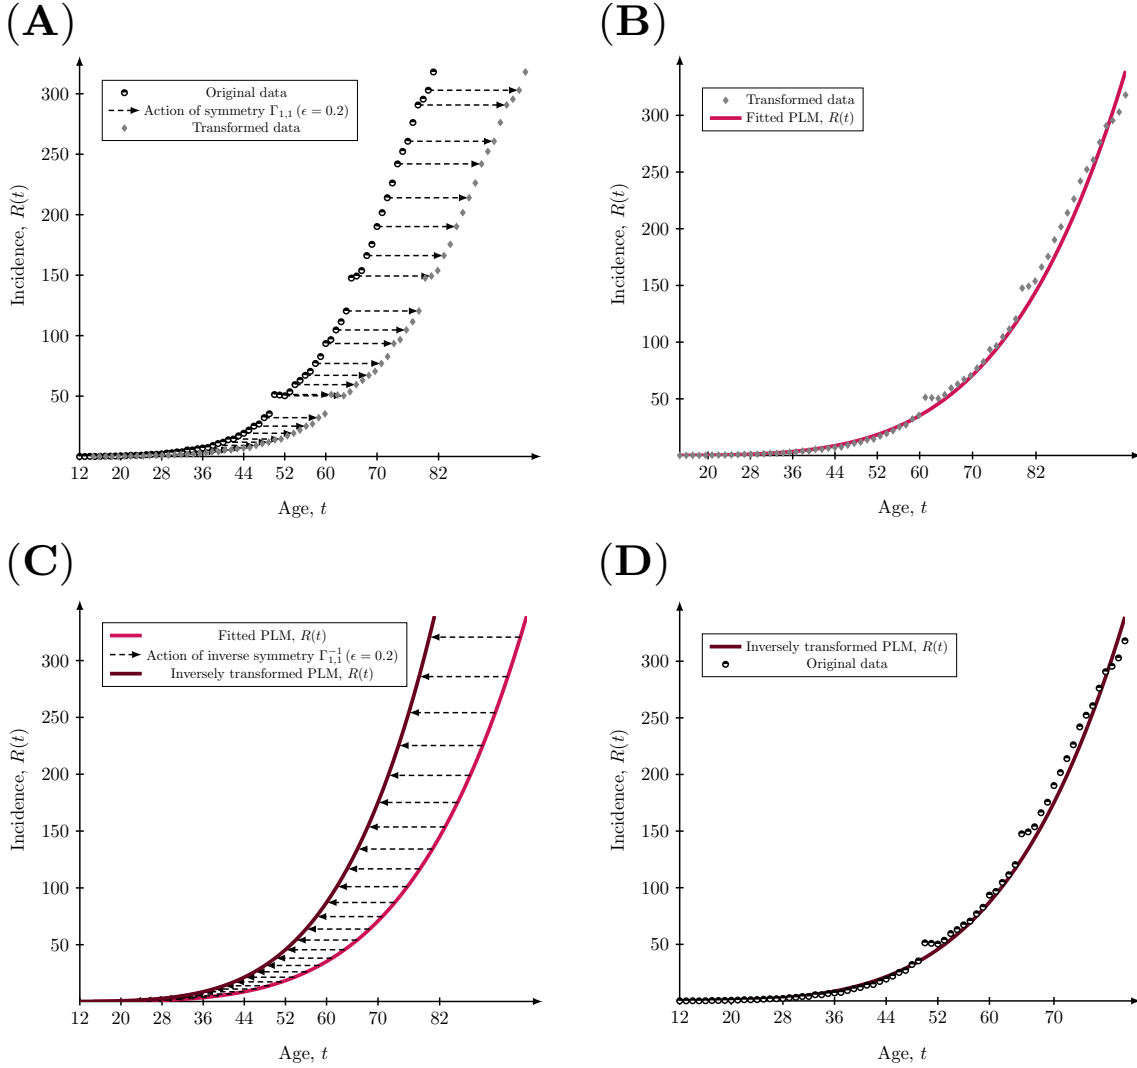 (A)
Original data
Action of symmetry Γ1,1 (ϵ = 0.2)
Transformed data
300
250
200
150
100
50
Incidence, R(t)
12 20 28 36 44 52 60 70 82
Age, t
(B)
Transformed data
Fitted PLM, R(t)
300
250
200
150
100
50
Incidence, R(t)
20 28 36 44 52 60 70 82
Age, t
(C)
Fitted PLM, R(t)
Action of inverse symmetry Γ1,1⁻¹ (ϵ = 0.2)
Inversely transformed PLM, R(t)
300
250
200
150
100
50
Incidence, R(t)
12 20 28 36 44 52 60 70 82
Age, t
(D)
Inversely transformed PLM, R(t)
Original data
300
250
200
150
100
50
Incidence, R(t)
12 20 28 36 44 52 60 70
Age, t